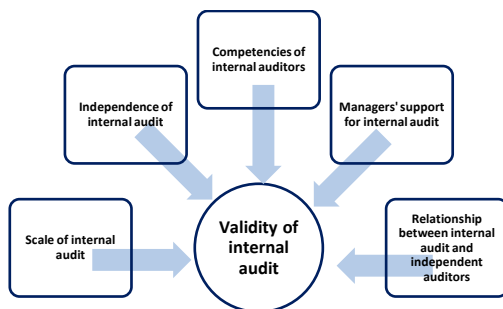 Competencies of
internal auditors
Independence of
internal audit
Managers' support
for internal audit
Scale of internal
audit
Validity of
internal
audit
Relationship
between internal
audit and
independent
auditors